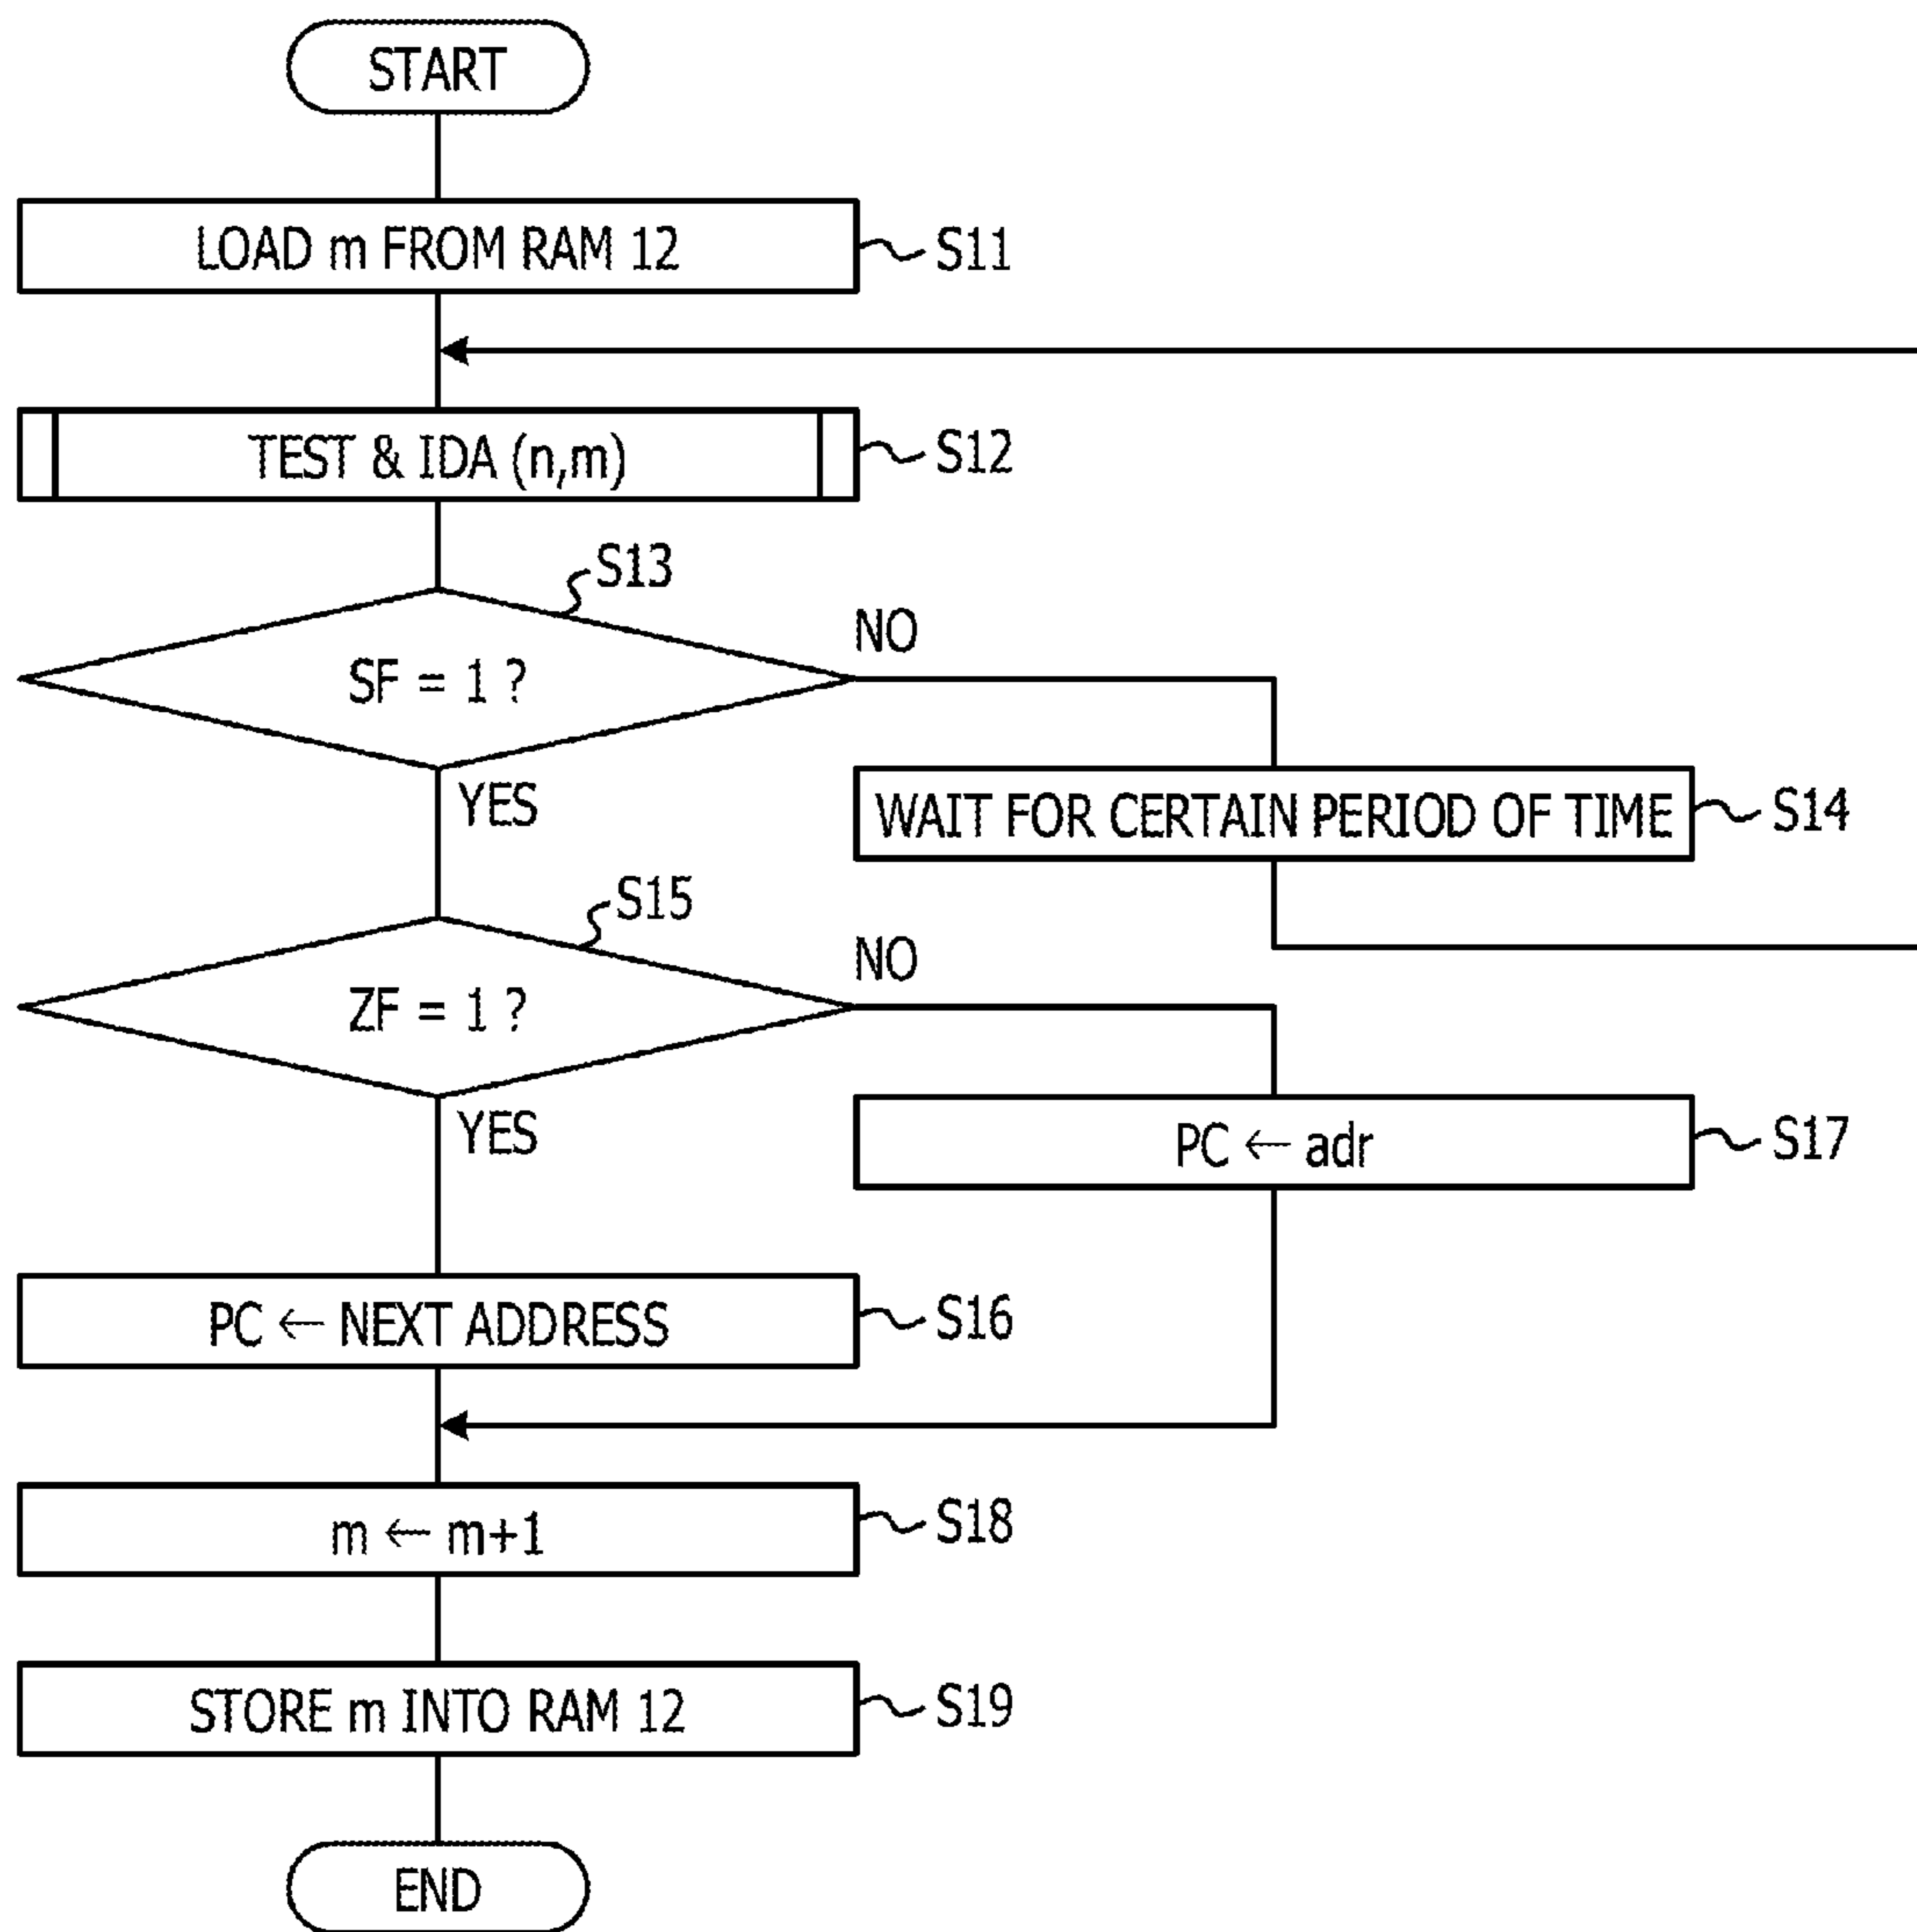 START
LOAD m FROM RAM 12
S11
TEST & IDA (n,m)
S12
S13
SF = 1 ?
NO
YES
WAIT FOR CERTAIN PERIOD OF TIME
S14
S15
ZF = 1 ?
NO
YES
PC ← adr
S17
PC ← NEXT ADDRESS
S16
m ← m+1
S18
STORE m INTO RAM 12
S19
END